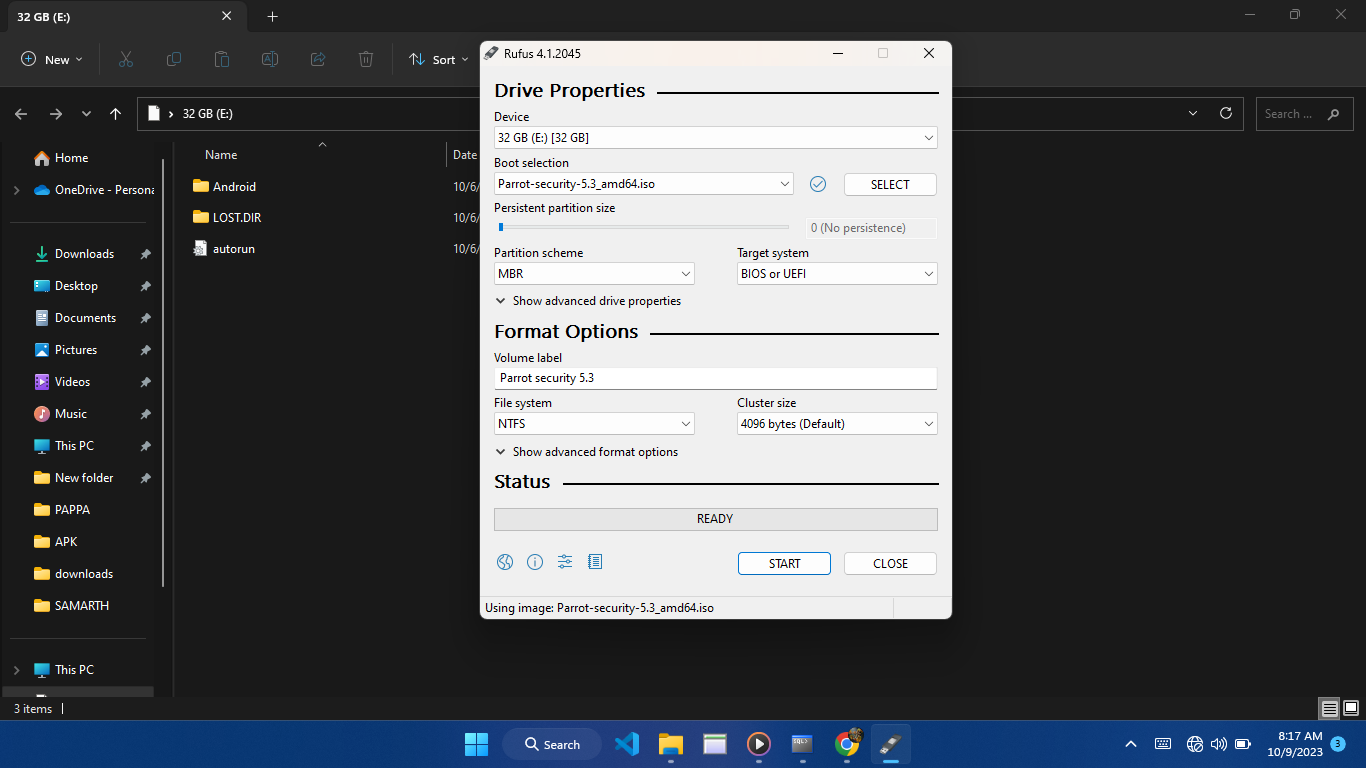 32 GB (E:)
New
Sort
32 GB (E:)
Search ...
Home
OneDrive - Persona
Downloads
Desktop
Documents
Pictures
Videos
Music
This PC
New folder
PAPPA
APK
downloads
SAMARTH
This PC
Name
Date
Android
10/6/
LOST.DIR
10/6/
autorun
10/6/
Rufus 4.1.2045
Drive Properties
Device
32 GB (E:) [32 GB]
Boot selection
Parrot-security-5.3_amd64.iso
SELECT
Persistent partition size
0 (No persistence)
Partition scheme
Target system
MBR
BIOS or UEFI
Show advanced drive properties
Format Options
Volume label
Parrot security 5.3
File system
Cluster size
NTFS
4096 bytes (Default)
Show advanced format options
Status
READY
START
CLOSE
Using image: Parrot-security-5.3_amd64.iso
3 items
Search
SQL>
8:17 AM
10/9/2023
3